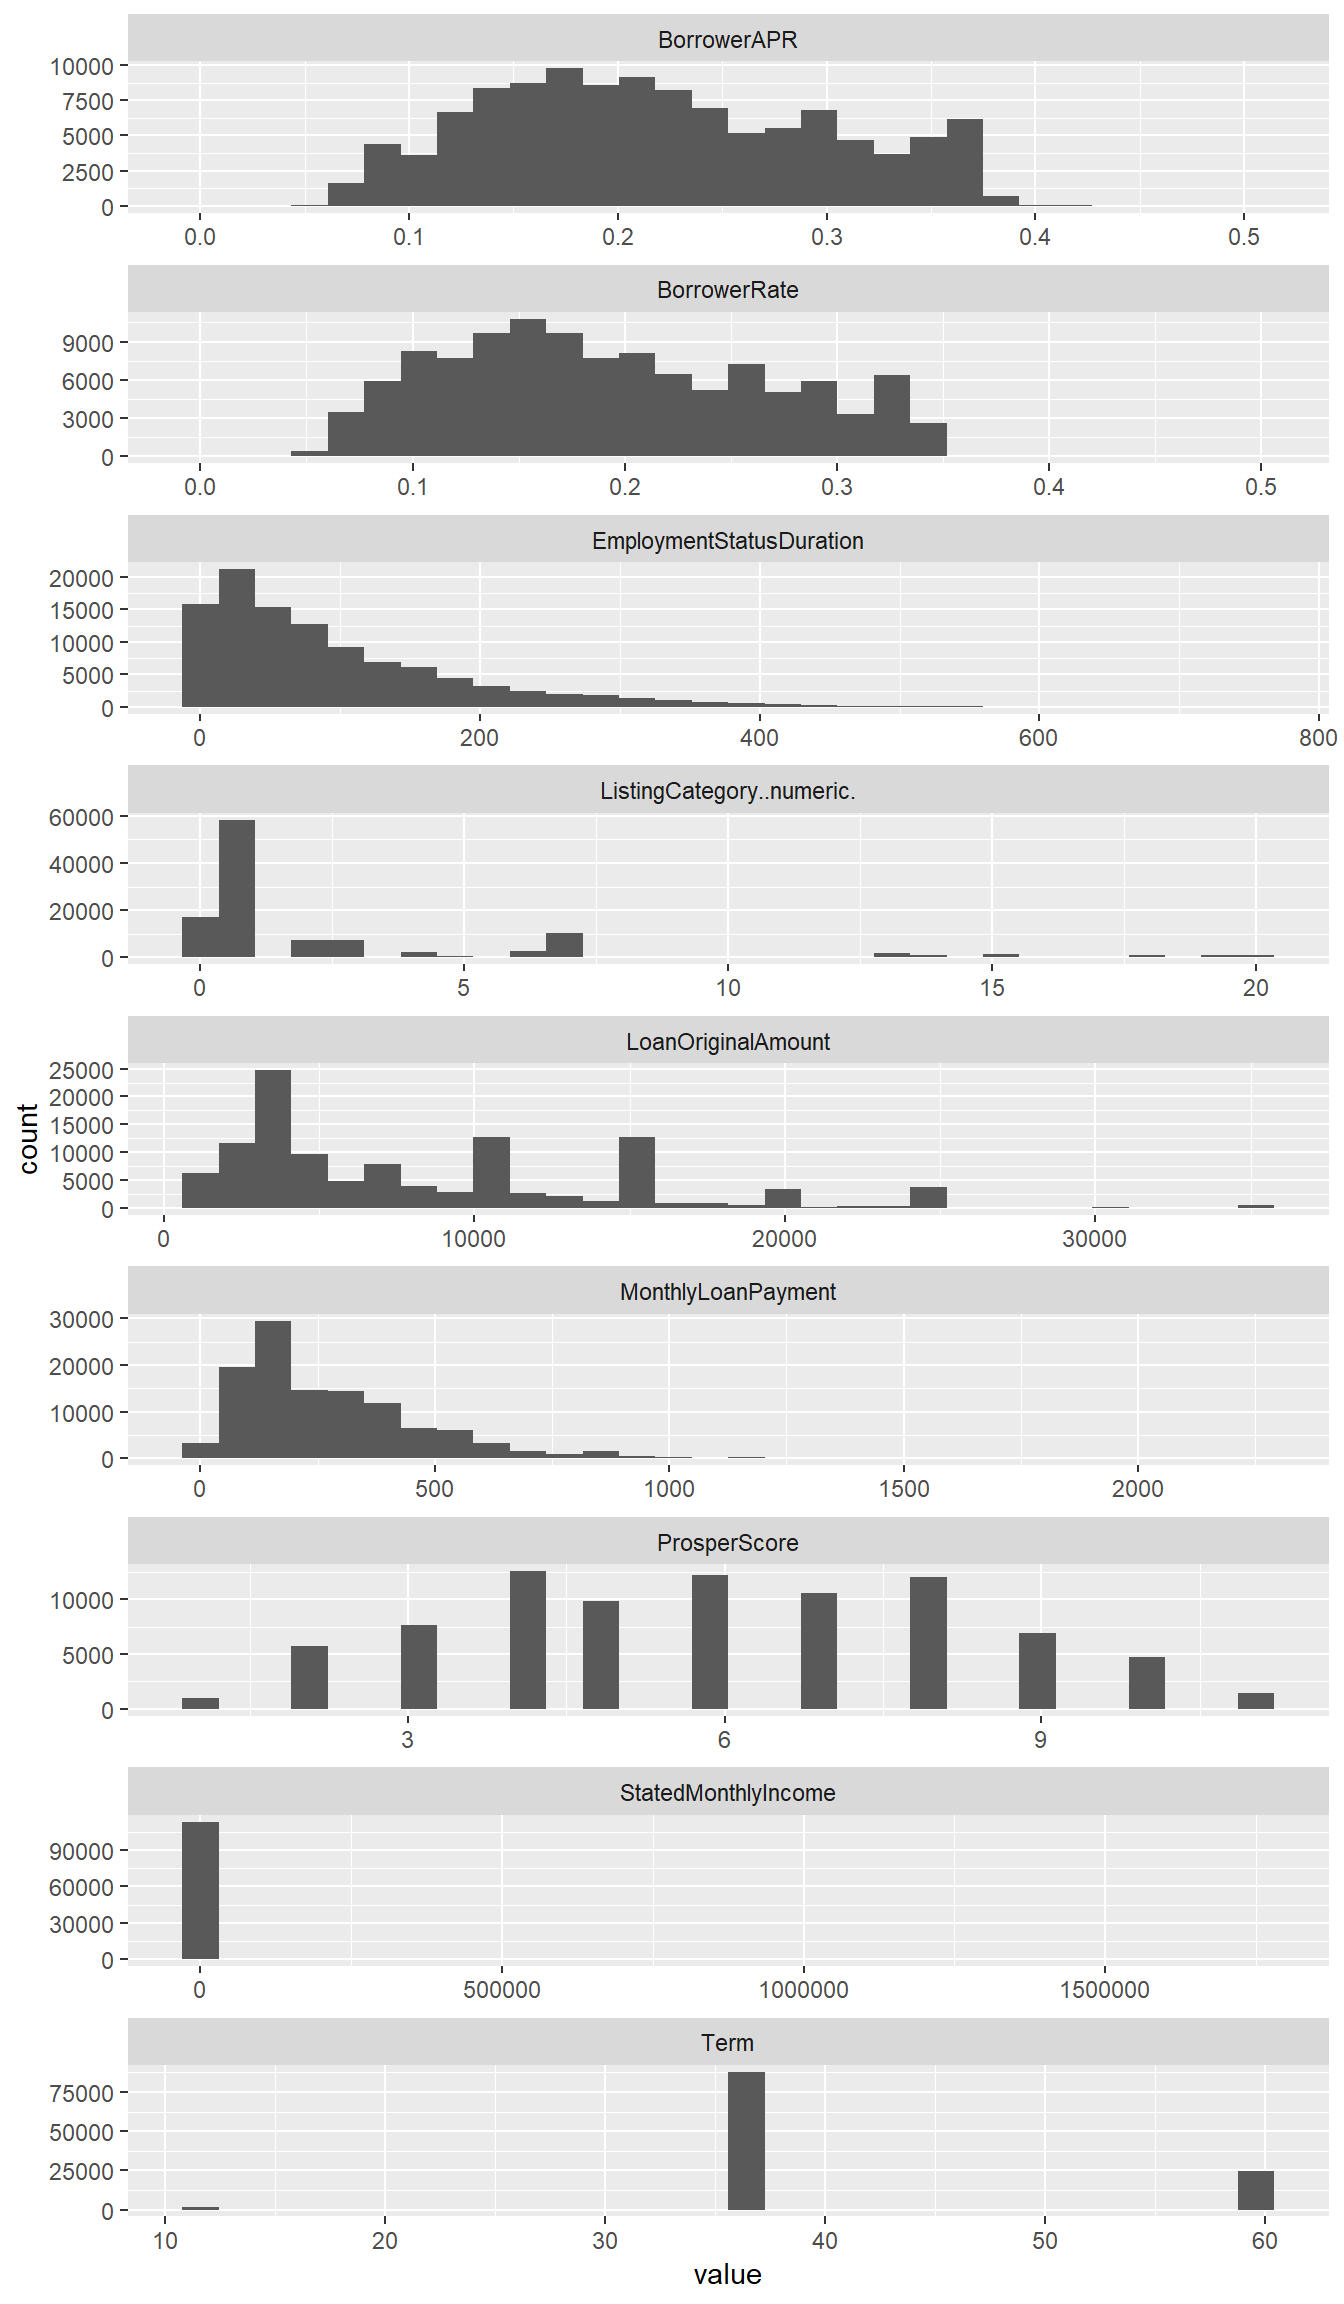 BorrowerAPR
10000
7500
5000
2500
0
0.0 0.1 0.2 0.3 0.4 0.5
BorrowerRate
9000
6000
3000
0
0.0 0.1 0.2 0.3 0.4 0.5
EmploymentStatusDuration
20000
15000
10000
5000
0
0 200 400 600 800
ListingCategory..numeric.
60000
40000
20000
0
0 5 10 15 20
LoanOriginalAmount
25000
20000
15000
10000
5000
0
0 10000 20000 30000
count
MonthlyLoanPayment
30000
20000
10000
0
0 500 1000 1500 2000
ProsperScore
10000
5000
0
3 6 9
StatedMonthlyIncome
90000
60000
30000
0
0 500000 1000000 1500000
Term
75000
50000
25000
0
10 20 30 40 50 60
value